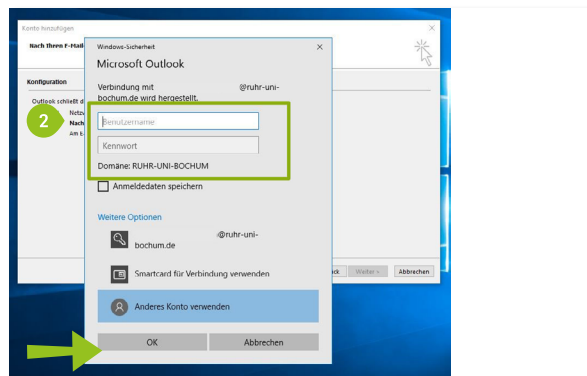 Konto hinzufügen
Nach Ihren E-Mail
Konfiguration
Outlook schließt d
Netzw
2
Nach
Am E-
Windows-Sicherheit
Microsoft Outlook
Verbindung mit @ruhr-uni-
bochum.de wird hergestellt.
Benutzername
Kennwort
Domäne: RUHR-UNI-BOCHUM
Anmeldedaten speichern
Weitere Optionen
@ruhr-uni-
bochum.de
Smartcard für Verbindung verwenden
Anderes Konto verwenden
OK Abbrechen
ck Weiter > Abbrechen